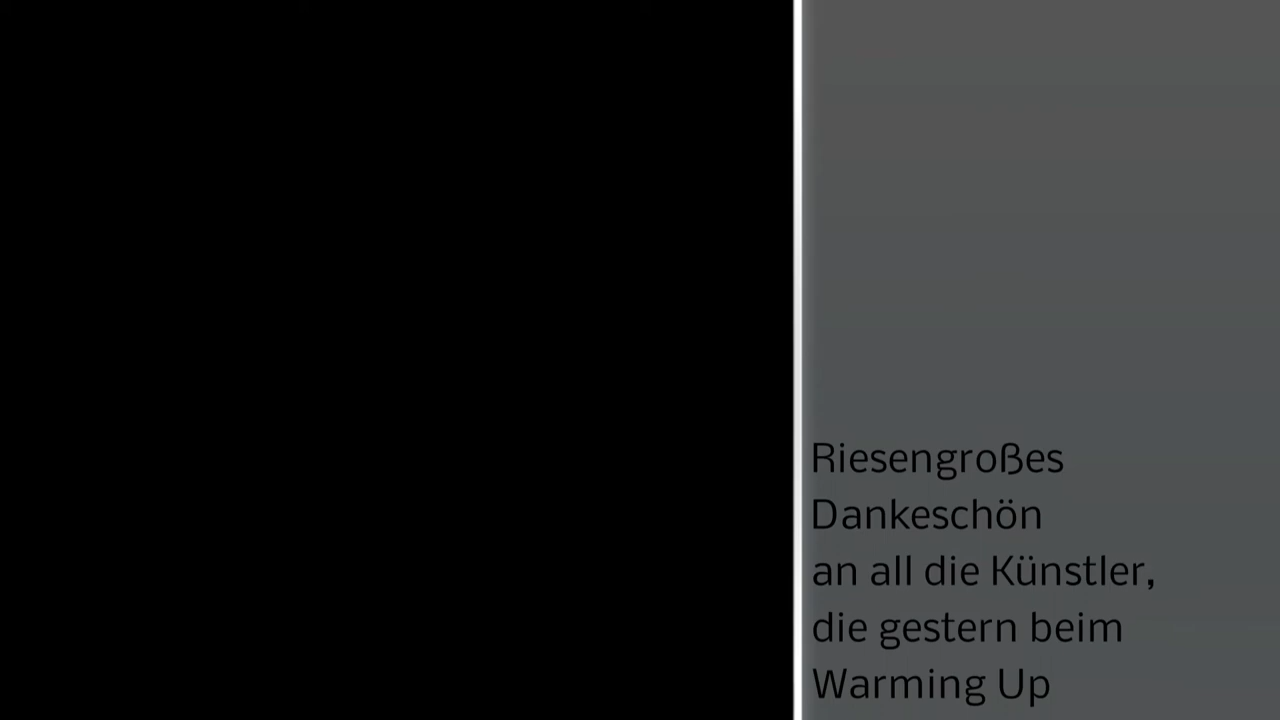 Riesengroßes
Dankeschön
an all die Künstler,
die gestern beim
Warming Up